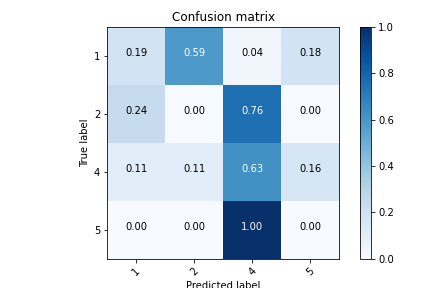 Confusion matrix
1.0
1 0.19 0.59 0.04 0.18
0.8
2 0.24 0.00 0.76 0.00
0.6
True label
0.4
4 0.11 0.11 0.63 0.16
0.2
5 0.00 0.00 1.00 0.00
0.0
1 2 4 5
Predicted label